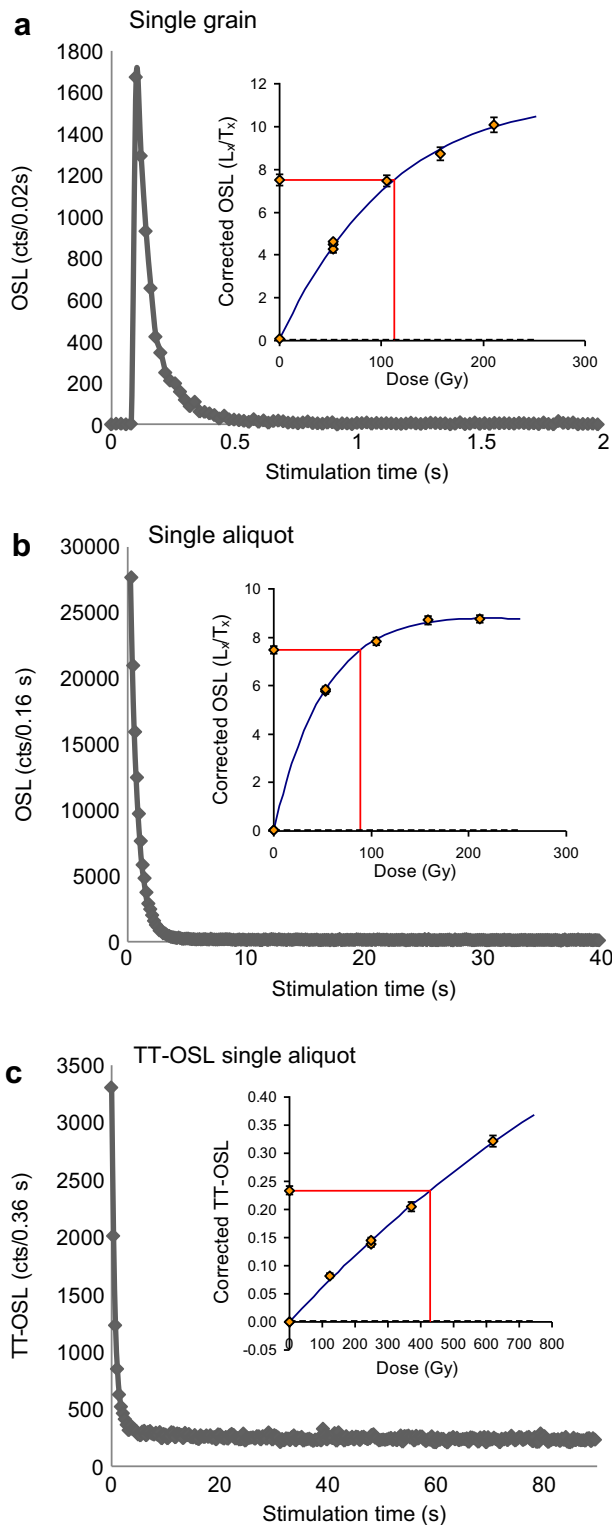 a
Single grain
1800
1600
1400
1200
1000
800
600
400
200
0
OSL (cts/0.02s)
0 0.5 1 1.5 2
Stimulation time (s)
12
10
8
6
4
2
0
Corrected OSL (Lx/Tx)
0 100 200 300
Dose (Gy)
b
Single aliquot
30000
25000
20000
15000
10000
5000
0
OSL (cts/0.16 s)
0 10 20 30 40
Stimulation time (s)
10
8
6
4
2
0
Corrected OSL (Lx/Tx)
0 100 200 300
Dose (Gy)
c
TT-OSL single aliquot
3500
3000
2500
2000
1500
1000
500
0
TT-OSL (cts/0.36 s)
0 20 40 60 80
Stimulation time (s)
0.40
0.35
0.30
0.25
0.20
0.15
0.10
0.05
0.00
-0.05
Corrected TT-OSL
0 100 200 300 400 500 600 700 800
Dose (Gy)